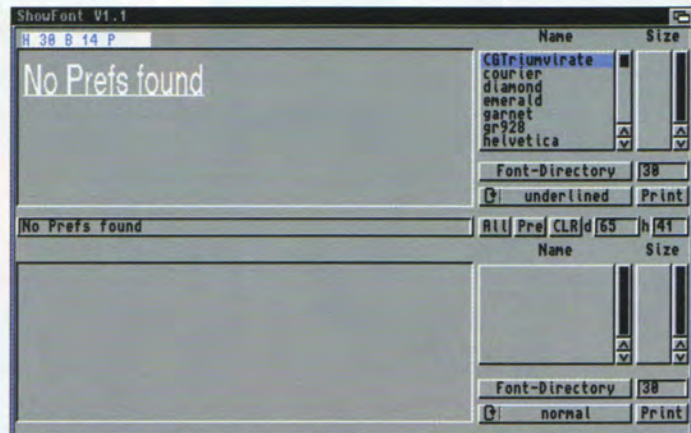 ShowFont V1.1
H 30 B 14 P
Name Size
No Prefs found
CGTriumvirate
courier
diamond
emerald
garnet
gr928
helvetica
Font-Directory 30
underlined Print
No Prefs found All Pre CLR d 65 h 41
Name Size
Font-Directory 30
normal Print